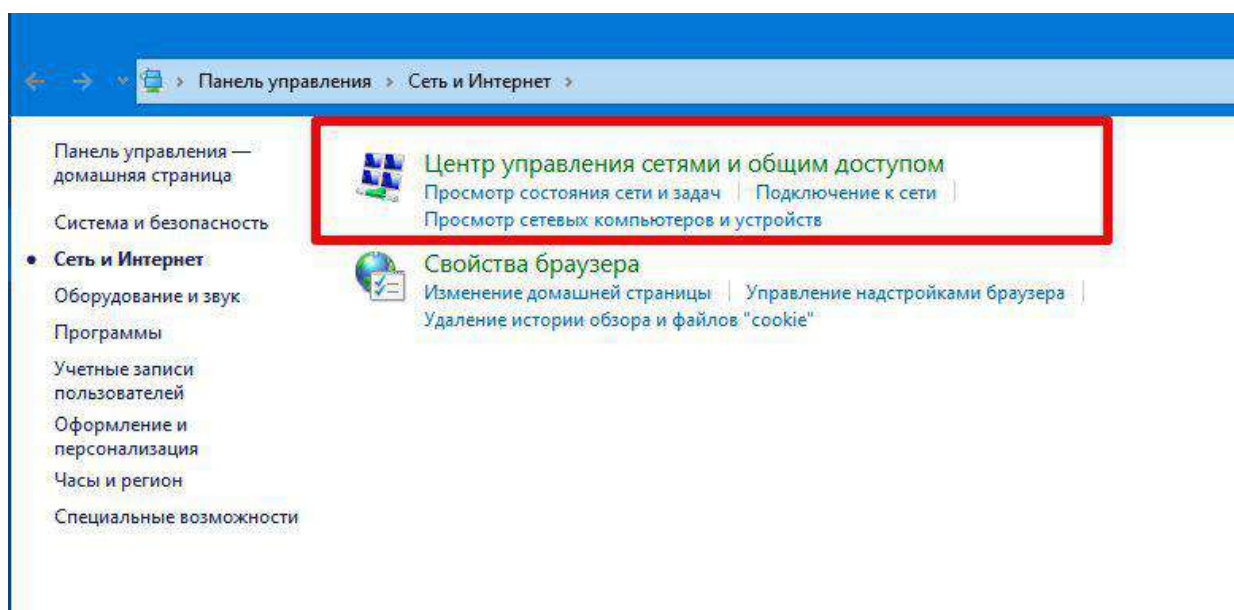 Панель управления > Сеть и Интернет >
Панель управления —
домашняя страница
Система и безопасность
Сеть и Интернет
Оборудование и звук
Программы
Учетные записи
пользователей
Оформление и
персонализация
Часы и регион
Специальные возможности
Центр управления сетями и общим доступом
Просмотр состояния сети и задач | Подключение к сети |
Просмотр сетевых компьютеров и устройств
Свойства браузера
Изменение домашней страницы | Управление надстройками браузера |
Удаление истории обзора и файлов "cookie"